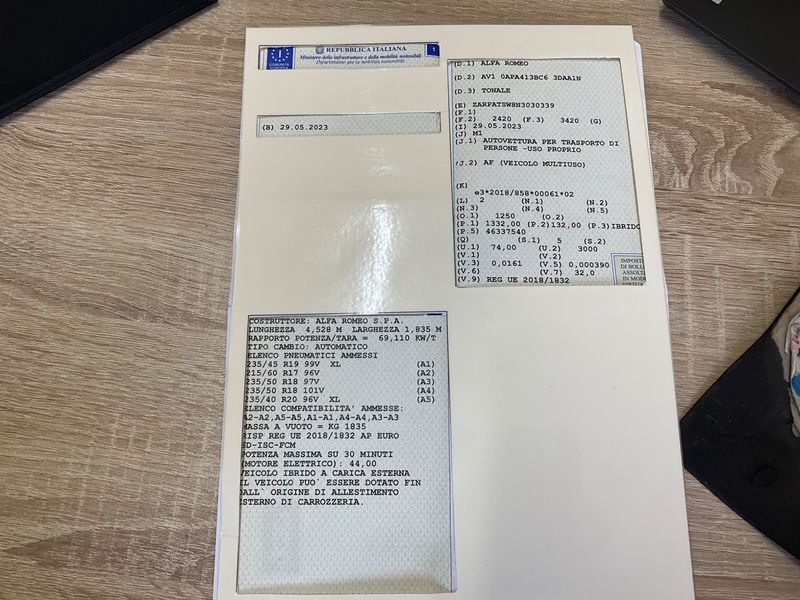 REPUBBLICA ITALIANA
1
Ministero delle infrastrutture e della mobilità sostenibili
Dipartimento per la mobilità sostenibile
COMUNITÀ EUROPEA
(B) 29.05.2023
(D.1) ALFA ROMEO
(D.2) AV1 0APA413BC6 3DAA1N
(D.3) TONALE
(E) ZARPATSW8N3030339
(F.1)
(F.2) 2420 (F.3) 3420 (G)
(I) 29.05.2023
(J) M1
(J.1) AUTOVETTURA PER TRASPORTO DI
PERSONE -USO PROPRIO
(J.2) AF (VEICOLO MULTIUSO)
(K)
e3*2018/858*00061*02
(L) 2 (N.1) (N.2)
(N.3) (N.4) (N.5)
(O.1) 1250 (O.2)
(P.1) 1332,00 (P.2)132,00 (P.3)IBRIDO
(P.5) 46337540
(Q) (S.1) 5 (S.2)
(U.1) 74,00 (U.2) 3000
(V.1) (V.2)
(V.3) 0,0161 (V.5) 0,000390
(V.6) (V.7) 32,0
(V.9) REG UE 2018/1832
IMPOST
DI BOLL
ASSOLT
IN MODO
VIRTUAL
COSTRUTTORE: ALFA ROMEO S.P.A.
LUNGHEZZA 4,528 M LARGHEZZA 1,835 M
RAPPORTO POTENZA/TARA = 69,110 KW/T
TIPO CAMBIO: AUTOMATICO
ELENCO PNEUMATICI AMMESSI
235/45 R19 99V XL (A1)
215/60 R17 96V (A2)
235/50 R18 97V (A3)
235/50 R18 101V (A4)
235/40 R20 96V XL (A5)
ELENCO COMPATIBILITA' AMMESSE:
A2-A2,A5-A5,A1-A1,A4-A4,A3-A3
MASSA A VUOTO = KG 1835
RISP REG UE 2018/1832 AP EURO
6D-ISC-FCM
POTENZA MASSIMA SU 30 MINUTI
(MOTORE ELETTRICO): 44,00
VEICOLO IBRIDO A CARICA ESTERNA
IL VEICOLO PUO` ESSERE DOTATO FIN
DALL` ORIGINE DI ALLESTIMENTO
ESTERNO DI CARROZZERIA.